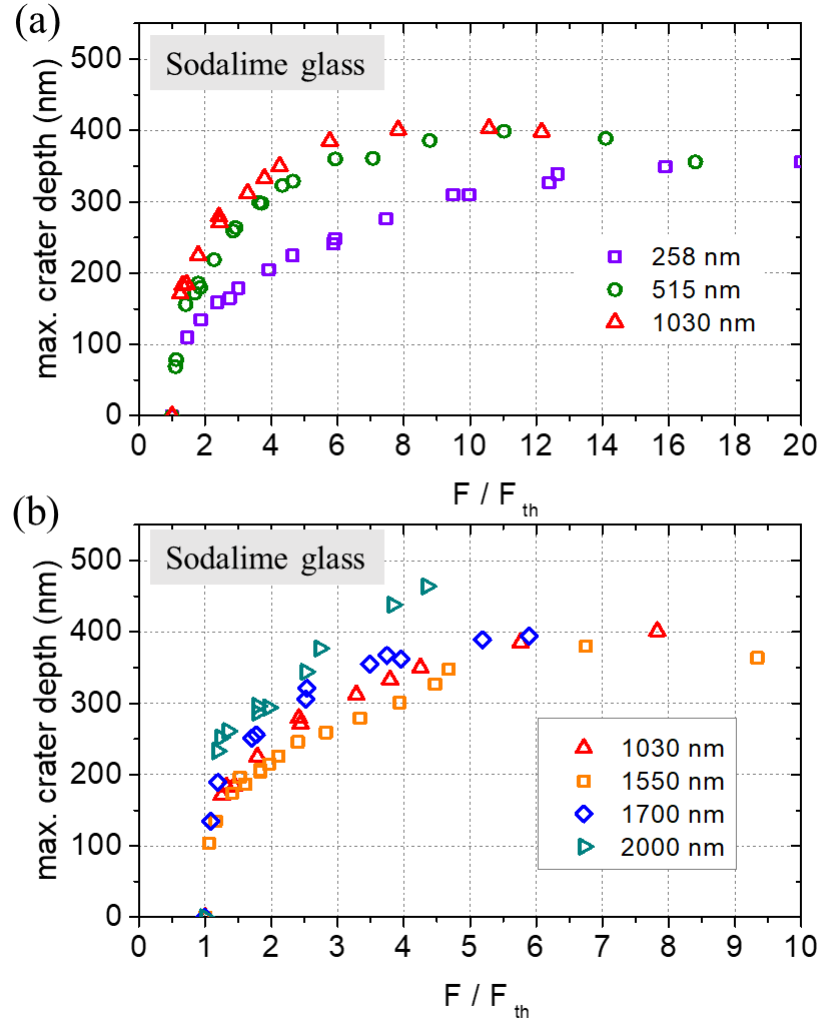 (a)
Sodalime glass
max. crater depth (nm)
500
400
300
200
100
0
258 nm
515 nm
1030 nm
0 2 4 6 8 10 12 14 16 18 20
F / F_th
(b)
Sodalime glass
max. crater depth (nm)
500
400
300
200
100
0
1030 nm
1550 nm
1700 nm
2000 nm
0 1 2 3 4 5 6 7 8 9 10
F / F_th